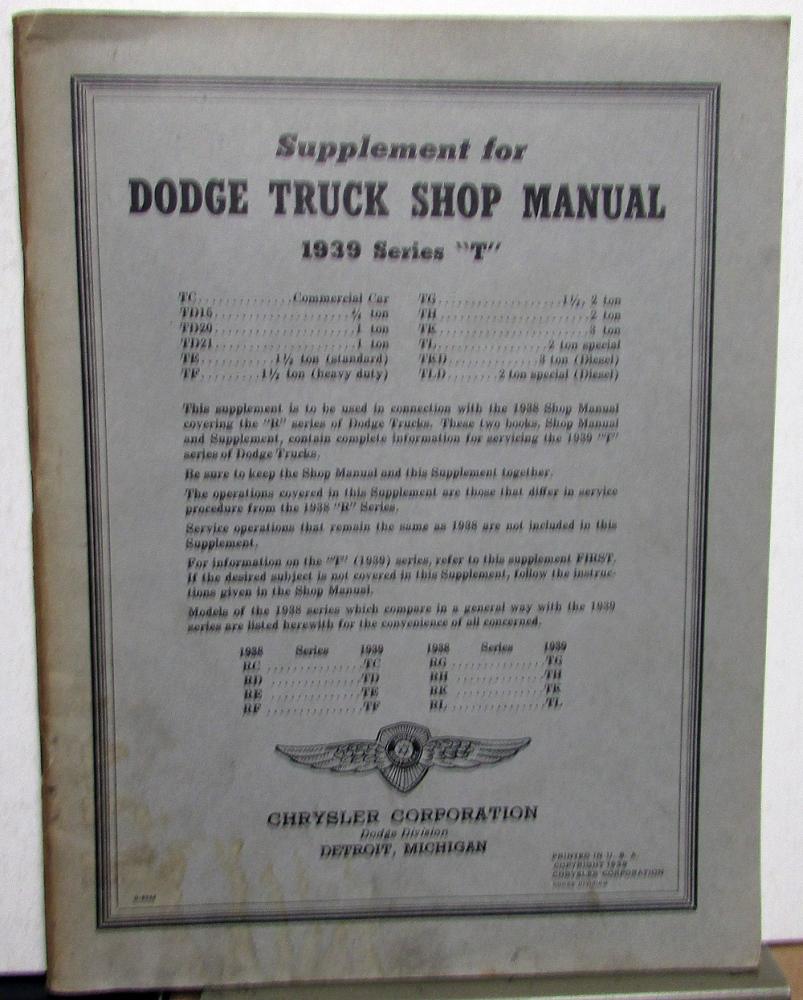 Supplement for
DODGE TRUCK SHOP MANUAL
1939 Series "T"
TC.............Commercial Car
TD15....................¾ ton
TD20.....................1 ton
TD21.....................1 ton
TE..........1½ ton (standard)
TF........1½ ton (heavy duty)
TG..................1½, 2 ton
TH.......................2 ton
TK.......................3 ton
TL................2 ton special
TKD..............3 ton (Diesel)
TLD........2 ton special (Diesel)
This supplement is to be used in connection with the 1938 Shop Manual
covering the "R" series of Dodge Trucks. These two books, Shop Manual
and Supplement, contain complete information for servicing the 1939 "T"
series of Dodge Trucks.
Be sure to keep the Shop Manual and this Supplement together.
The operations covered in this Supplement are those that differ in service
procedure from the 1938 "R" Series.
Service operations that remain the same as 1938 are not included in this
Supplement.
For information on the "T" (1939) series, refer to this supplement FIRST.
If the desired subject is not covered in this Supplement, follow the instruc-
tions given in the Shop Manual.
Models of the 1938 series which compare in a general way with the 1939
series are listed herewith for the convenience of all concerned.
1938 Series 1939
RC..............TC
RD..............TD
RE..............TE
RF..............TF
1938 Series 1939
RG..............TG
RH..............TH
RK..............TK
RL..............TL
CHRYSLER CORPORATION
Dodge Division
DETROIT, MICHIGAN
PRINTED IN U. S. A.
COPYRIGHT 1938
CHRYSLER CORPORATION
DODGE DIVISION